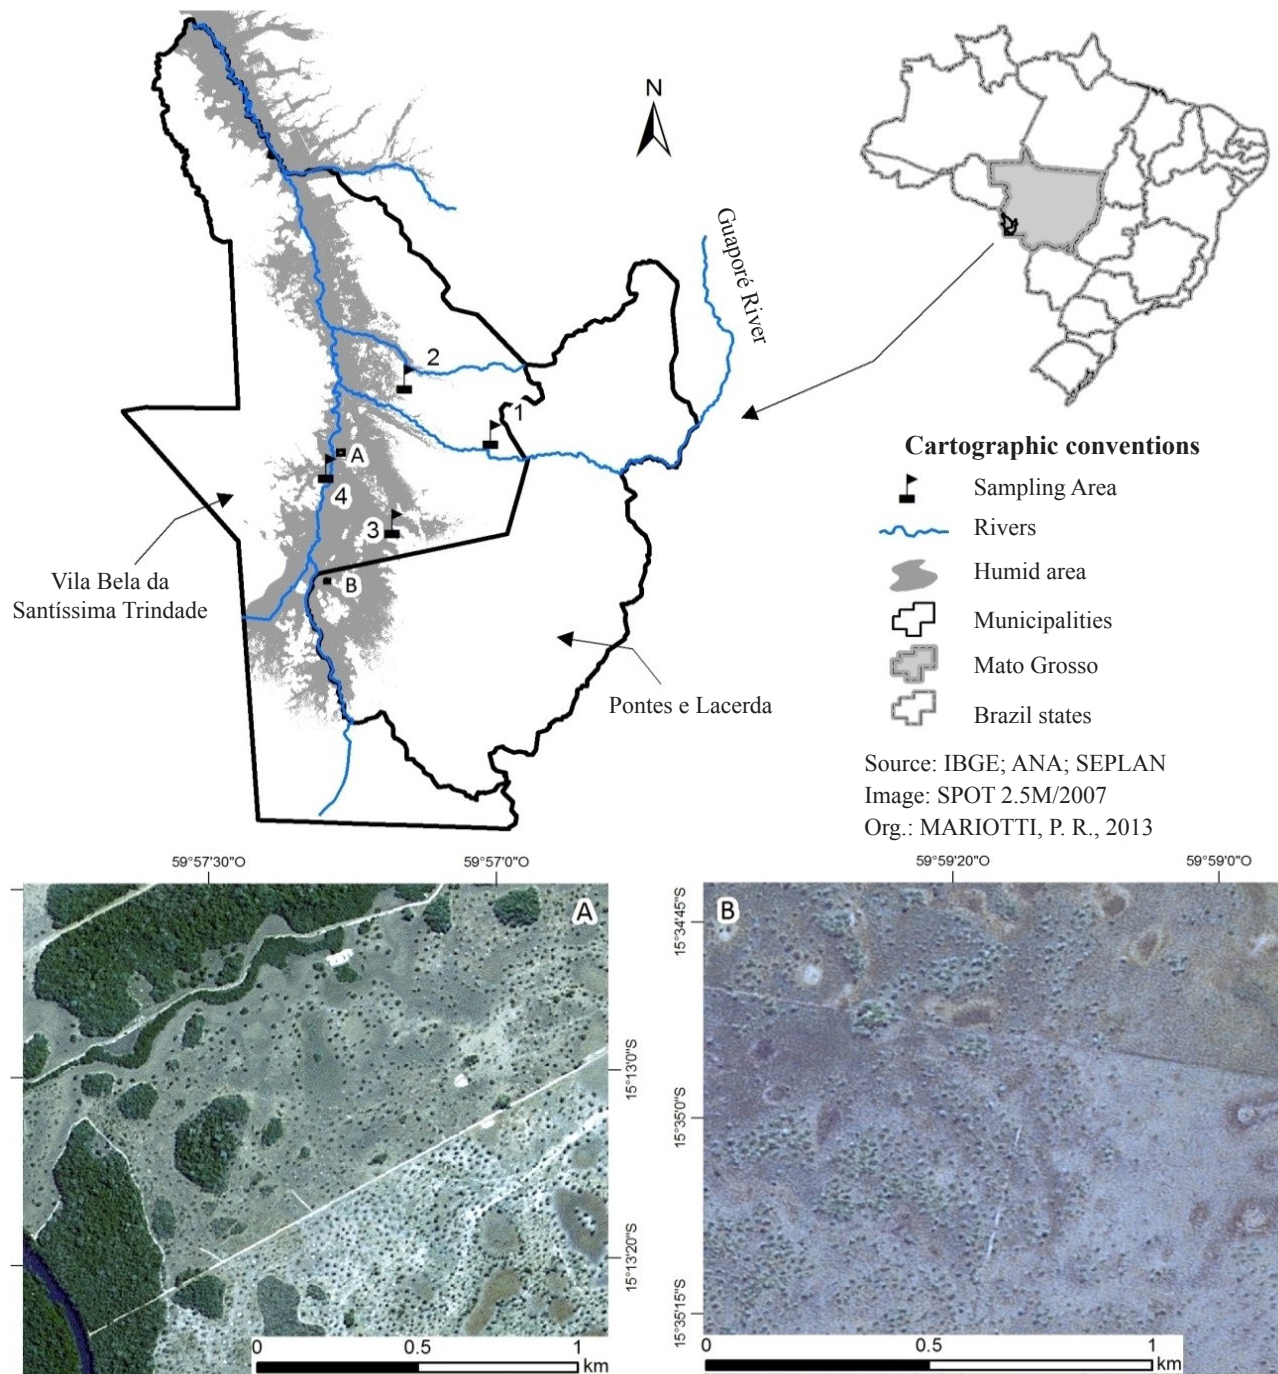 N
Guaporé River
2
1
A
4
3
B
Vila Bela da
Santíssima Trindade
Pontes e Lacerda
Cartographic conventions
Sampling Area
Rivers
Humid area
Municipalities
Mato Grosso
Brazil states
Source: IBGE; ANA; SEPLAN
Image: SPOT 2.5M/2007
Org.: MARIOTTI, P. R., 2013
59°57'30"O
59°57'0"O
A
15°13'0"S
15°13'20"S
0
0.5
1
km
59°59'20"O
59°59'0"O
B
15°34'45"S
15°35'0"S
15°35'15"S
0
0.5
1
km